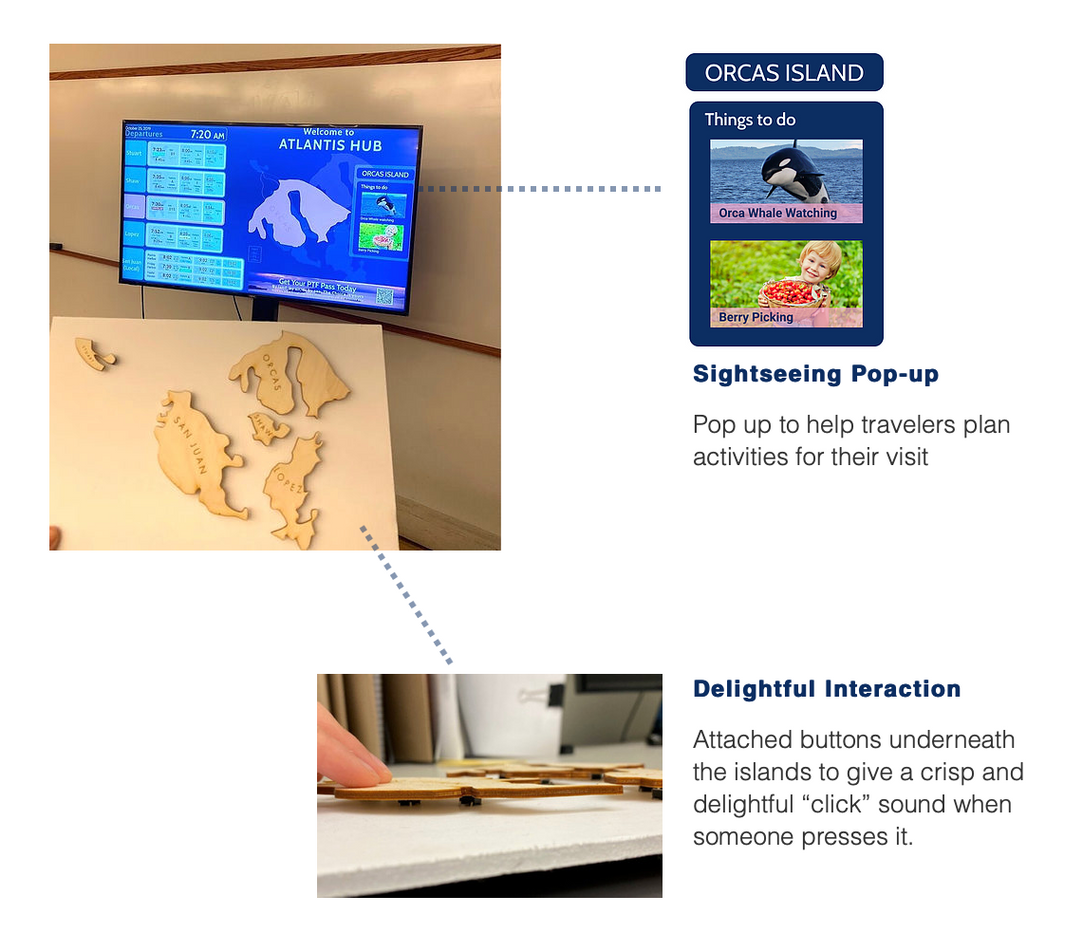 October 25, 2019
Departures
7:20 AM
Stuart
Shaw
Orcas
Lopez
San Juan
(Local)
Welcome to
ATLANTIS HUB
ORCAS ISLAND
Things to do
Orca Whale watching
Berry Picking
Get Your PTF Pass Today
ORCAS
SHAW
SAN JUAN
LOPEZ
ORCAS ISLAND
Things to do
Orca Whale Watching
Berry Picking
Sightseeing Pop-up
Pop up to help travelers plan
activities for their visit
Delightful Interaction
Attached buttons underneath
the islands to give a crisp and
delightful “click” sound when
someone presses it.